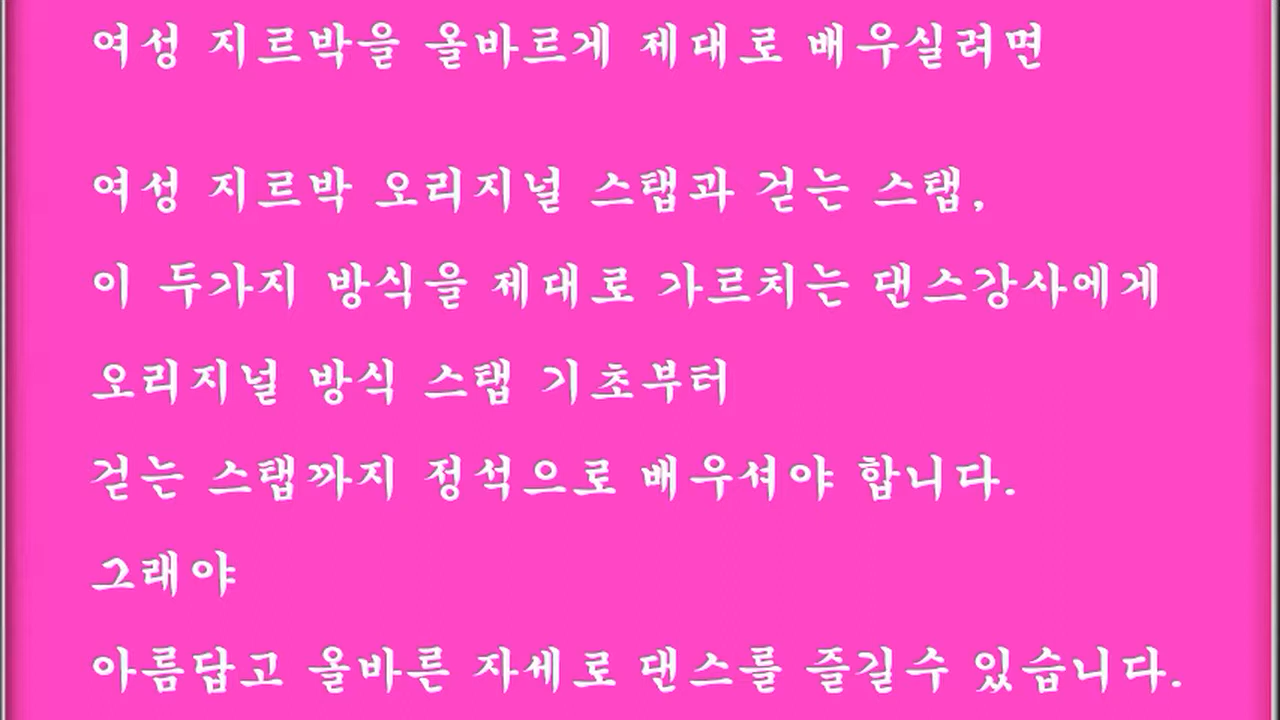 여성 지르박을 올바르게 제대로 배우실려면
여성 지르박 오리지널 스탭과 걷는 스탭,
이 두가지 방식을 제대로 가르치는 댄스강사에게
오리지널 방식 스탭 기초부터
걷는 스탭까지 정석으로 배우셔야 합니다.
그래야
아름답고 올바른 자세로 댄스를 즐길수 있습니다.